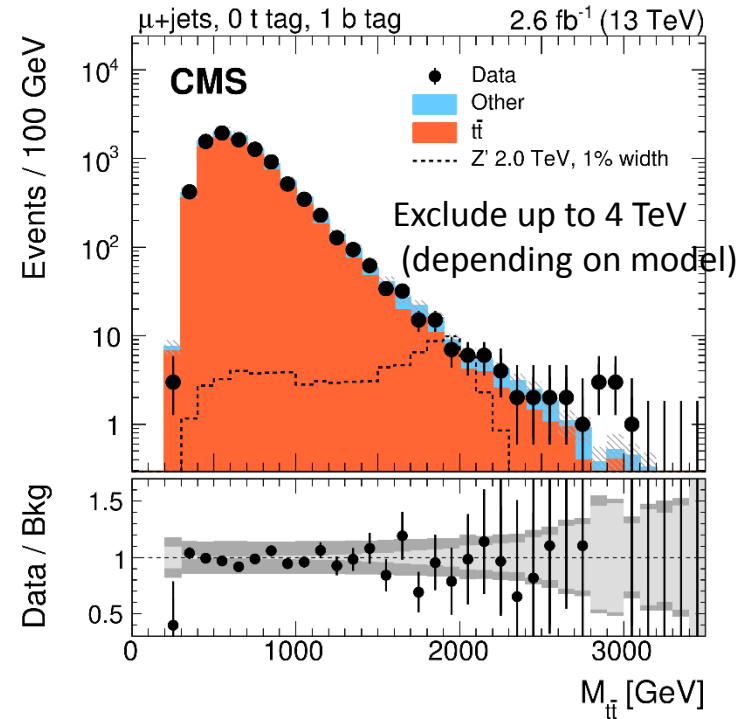 μ+jets, 0 t tag, 1 b tag 2.6 fb⁻¹ (13 TeV)
CMS
Data
Other
tt̄
Z' 2.0 TeV, 1% width
Exclude up to 4 TeV
(depending on model)
Events / 100 GeV
10⁴
10³
10²
10
1
Data / Bkg
1.5
1
0.5
0 1000 2000 3000
M_tt̄ [GeV]